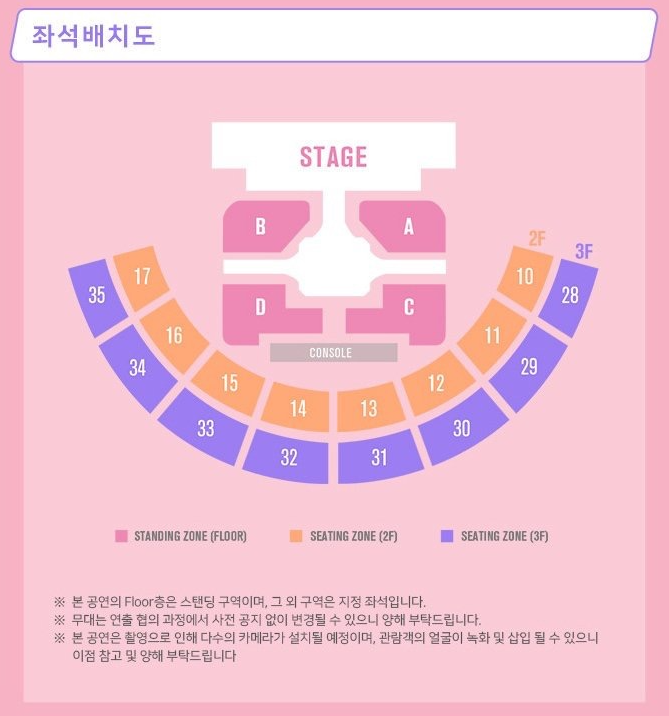 좌석배치도
STAGE
B
A
D
C
CONSOLE
2F
3F
17
10
35
28
16
11
34
29
15
12
14
13
33
30
32
31
STANDING ZONE (FLOOR)
SEATING ZONE (2F)
SEATING ZONE (3F)
※ 본 공연의 Floor층은 스탠딩 구역이며, 그 외 구역은 지정 좌석입니다.
※ 무대는 연출 협의 과정에서 사전 공지 없이 변경될 수 있으니 양해 부탁드립니다.
※ 본 공연은 촬영으로 인해 다수의 카메라가 설치될 예정이며, 관람객의 얼굴이 녹화 및 삽입 될 수 있으니
이점 참고 및 양해 부탁드립니다